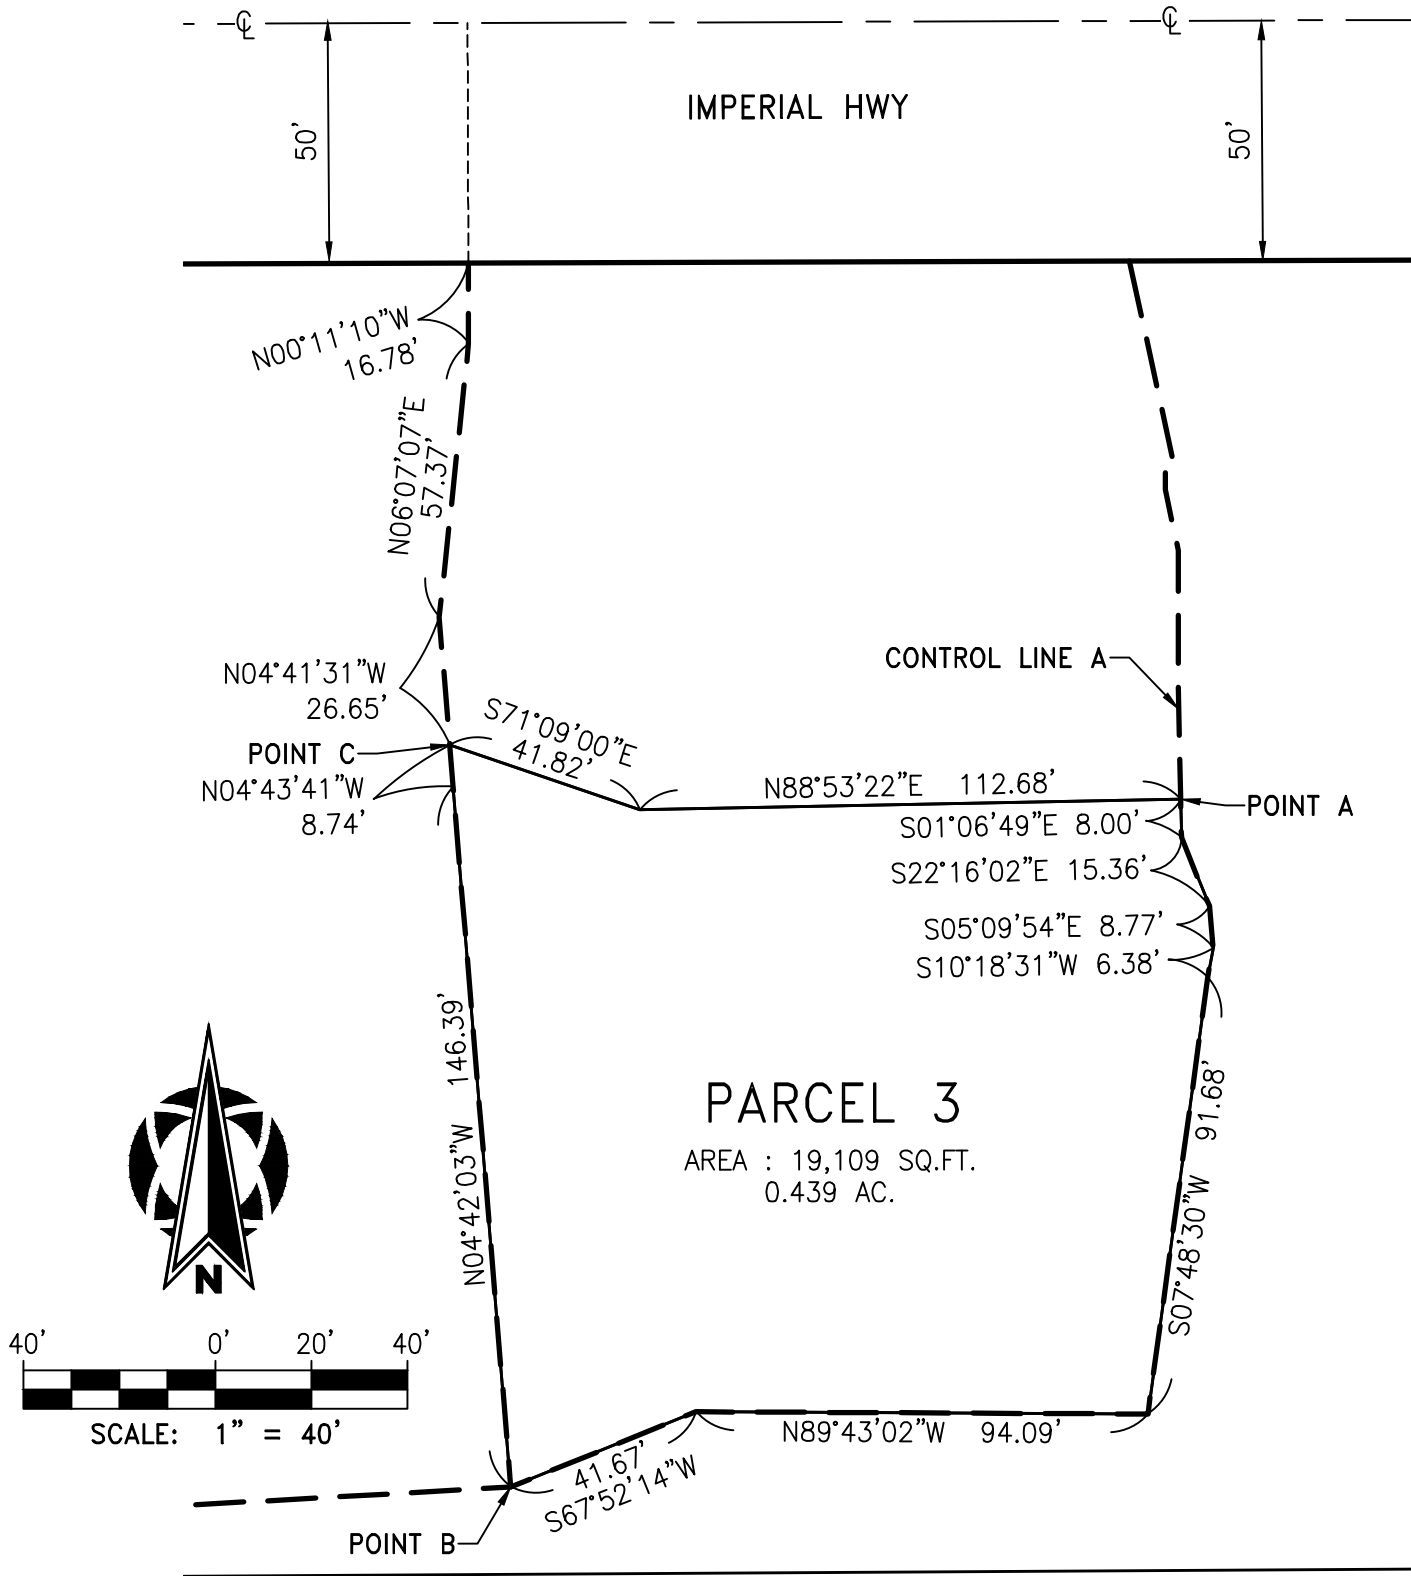 ℄
℄
50'
IMPERIAL HWY
50'
N00°11'10"W
16.78'
N06°07'07"E
57.37'
CONTROL LINE A
N04°41'31"W
26.65'
S71°09'00"E
41.82'
POINT C
N04°43'41"W
8.74'
N88°53'22"E 112.68'
POINT A
S01°06'49"E 8.00'
S22°16'02"E 15.36'
S05°09'54"E 8.77'
S10°18'31"W 6.38'
N04°42'03"W 146.39'
PARCEL 3
AREA : 19,109 SQ.FT.
0.439 AC.
S07°48'30"W 91.68'
N
40' 0' 20' 40'
SCALE: 1" = 40'
N89°43'02"W 94.09'
41.67'
S67°52'14"W
POINT B